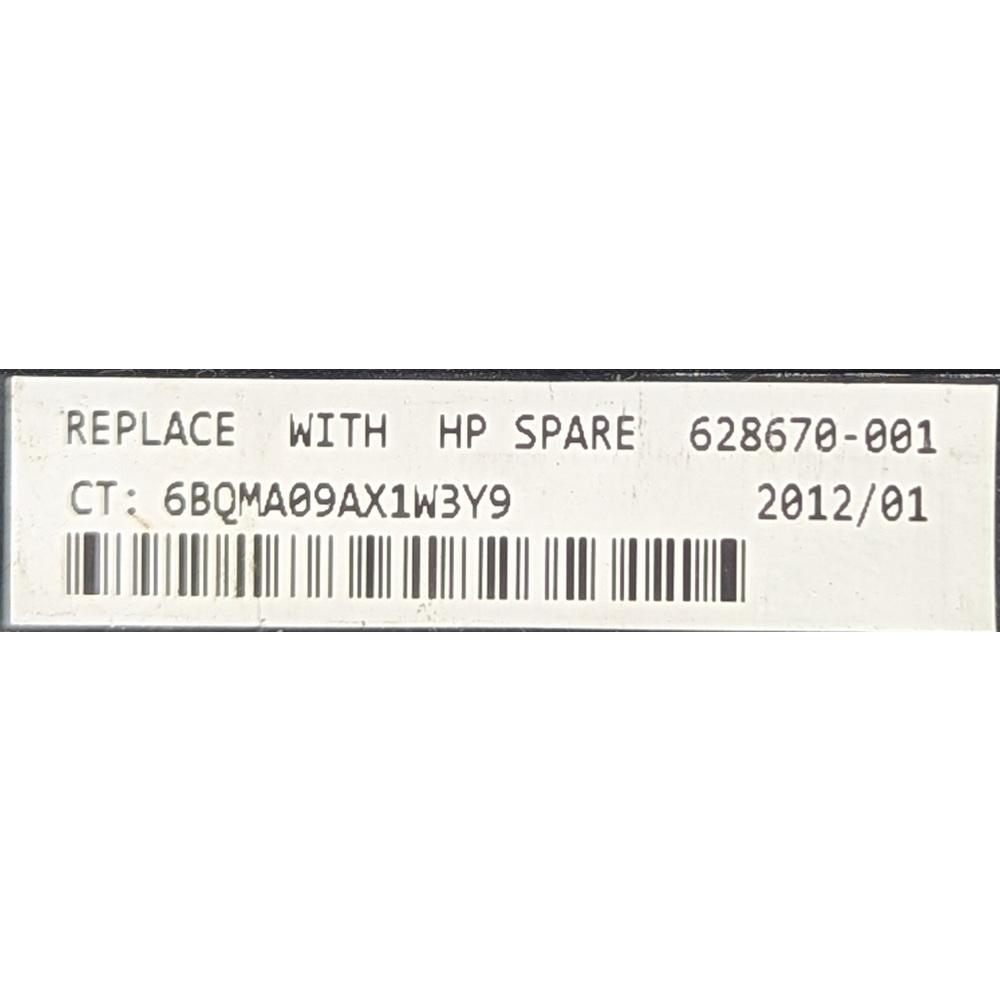 REPLACE WITH HP SPARE 628670-001
CT: 6BQMA09AX1W3Y9 2012/01